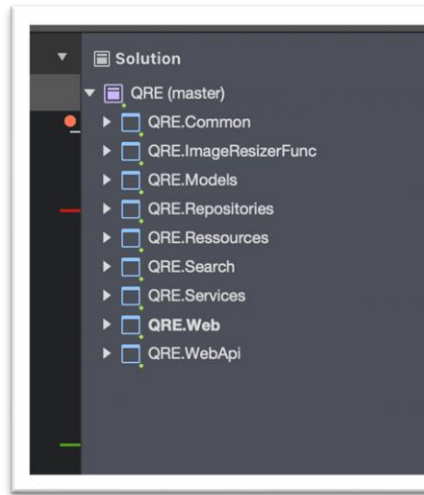 Solution
QRE (master)
QRE.Common
QRE.ImageResizerFunc
QRE.Models
QRE.Repositories
QRE.Ressources
QRE.Search
QRE.Services
QRE.Web
QRE.WebApi